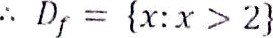 ∴ D_f = {x: x > 2}